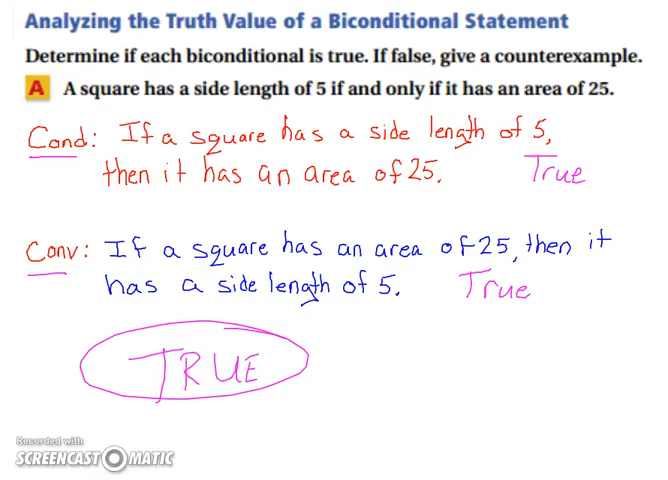 Analyzing the Truth Value of a Biconditional Statement
Determine if each biconditional is true. If false, give a counterexample.
A A square has a side length of 5 if and only if it has an area of 25.
Cond: If a square has a side length of 5,
then it has an area of 25. True
Conv: If a square has an area of 25, then it
has a side length of 5. True
TRUE
Recorded with
SCREENCAST O MATIC